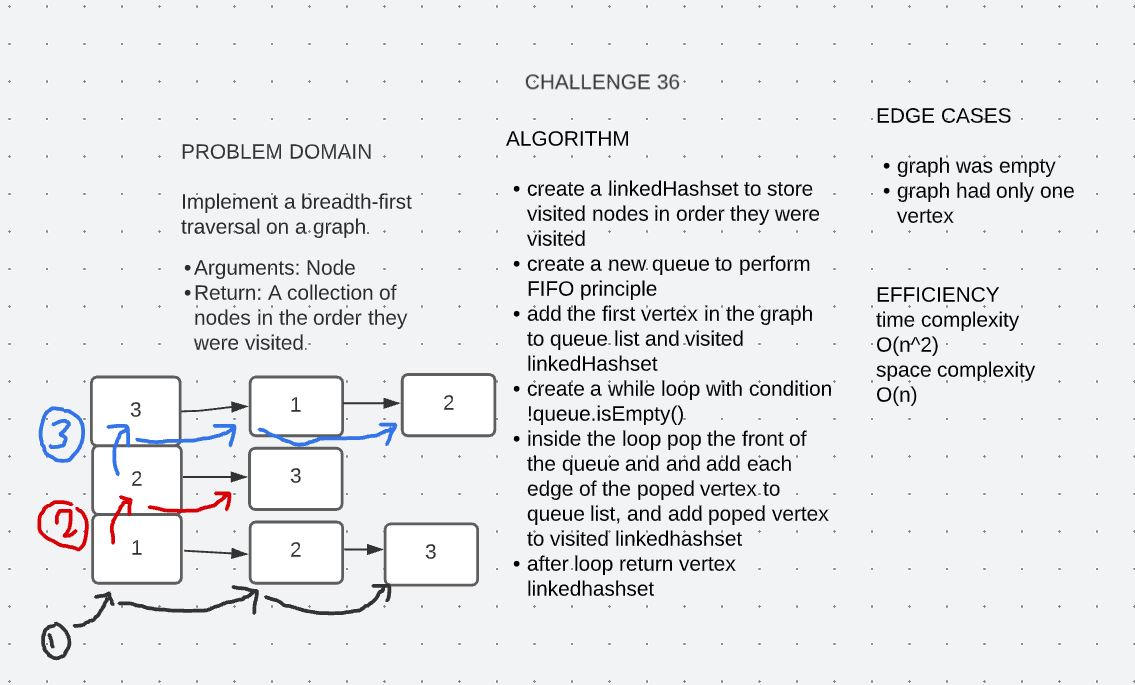 CHALLENGE 36
PROBLEM DOMAIN
Implement a breadth-first
traversal on a graph.
• Arguments: Node
• Return: A collection of
nodes in the order they
were visited.
3
1
2
3
2
3
2
1
2
3
1
ALGORITHM
• create a linkedHashset to store
visited nodes in order they were
visited
• create a new queue to perform
FIFO principle
• add the first vertex in the graph
to queue list and visited
linkedHashset
• create a while loop with condition
!queue.isEmpty()
• inside the loop pop the front of
the queue and and add each
edge of the poped vertex to
queue list, and add poped vertex
to visited linkedhashset
• after loop return vertex
linkedhashset
EDGE CASES
• graph was empty
• graph had only one
vertex
EFFICIENCY
time complexity
O(n^2)
space complexity
O(n)